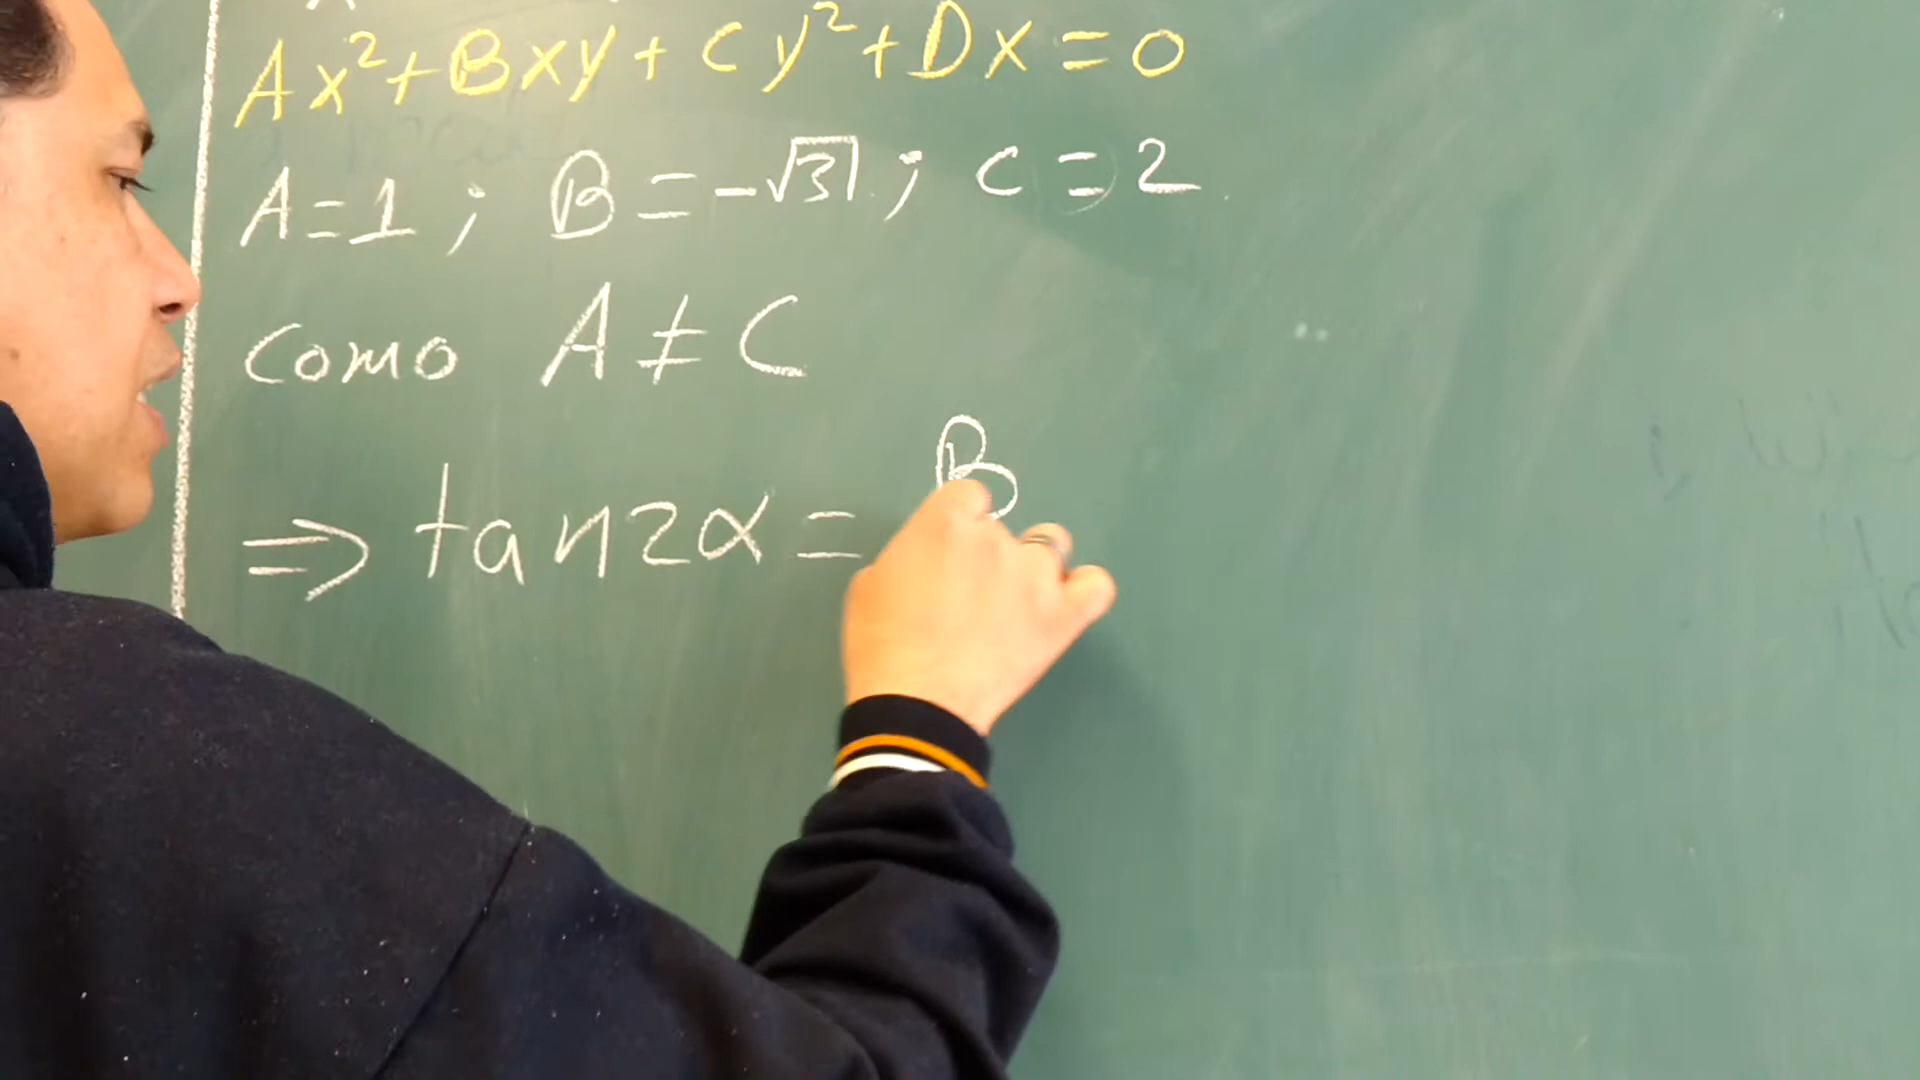 Ax²+Bxy+Cy²+Dx=0
A=1; B=-√3; C=2
Como A≠C
⇒ tan2α= B